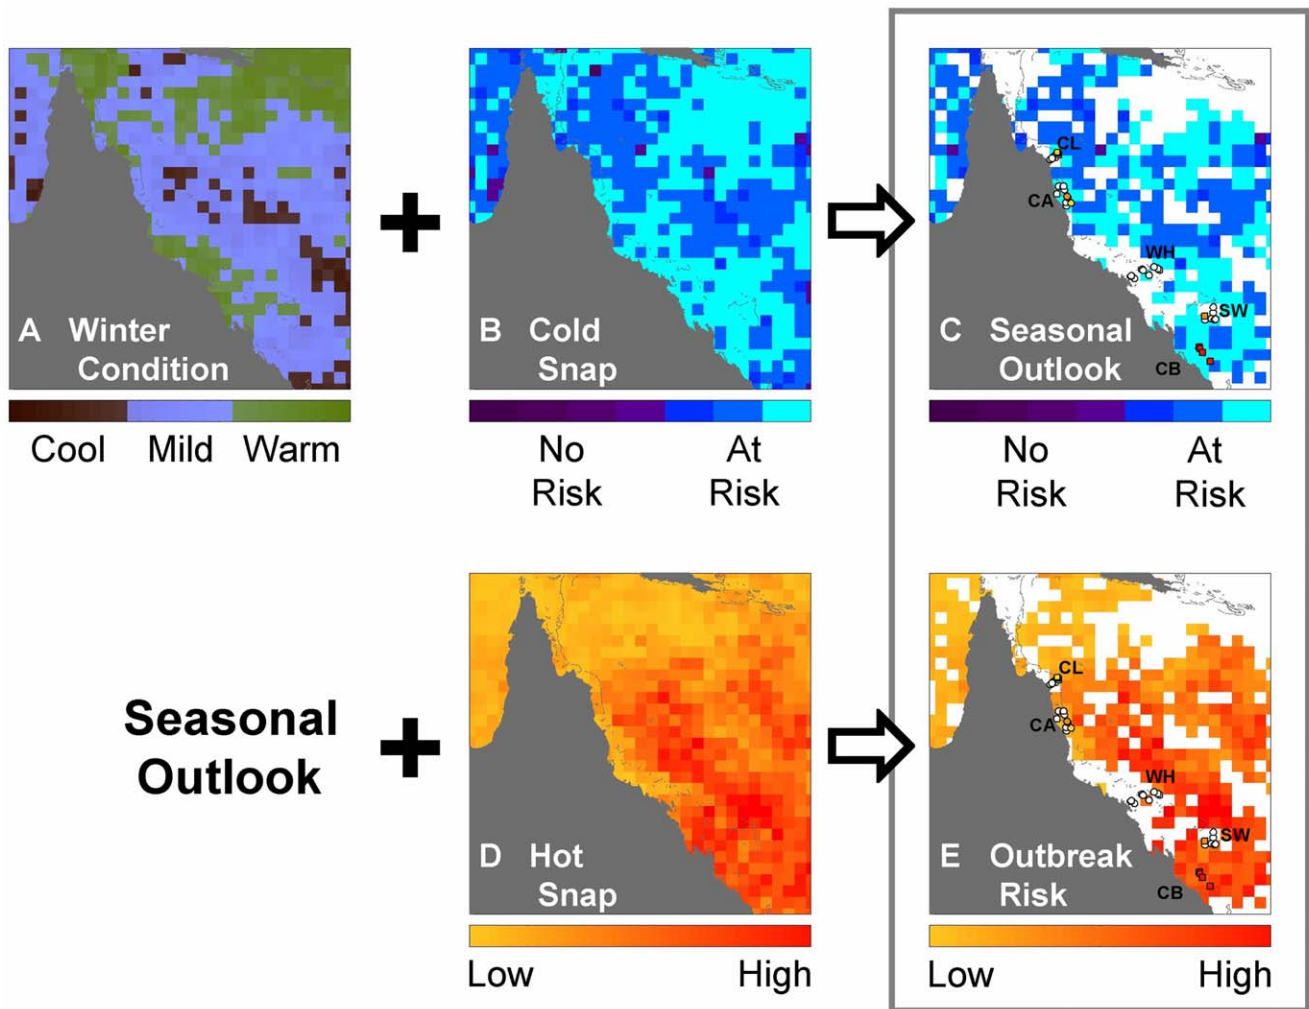 A Winter
Condition
Cool Mild Warm
B Cold
Snap
No
Risk
At
Risk
CL
CA
WH
SW
CB
C Seasonal
Outlook
No
Risk
At
Risk
Seasonal
Outlook
D Hot
Snap
Low High
CL
CA
WH
SW
CB
E Outbreak
Risk
Low High